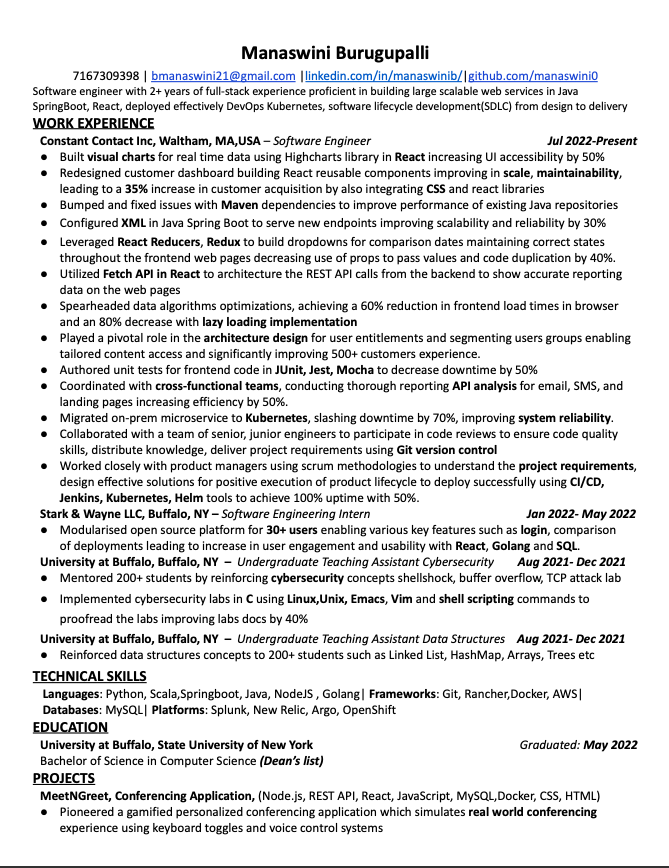 Manaswini Burugupalli
7167309398 | bmanaswini21@gmail.com |linkedin.com/in/manaswinib/|github.com/manaswini0
Software engineer with 2+ years of full-stack experience proficient in building large scalable web services in Java
SpringBoot, React, deployed effectively DevOps Kubernetes, software lifecycle development(SDLC) from design to delivery
WORK EXPERIENCE
Constant Contact Inc, Waltham, MA,USA – Software Engineer Jul 2022-Present
● Built visual charts for real time data using Highcharts library in React increasing UI accessibility by 50%
● Redesigned customer dashboard building React reusable components improving in scale, maintainability,
leading to a 35% increase in customer acquisition by also integrating CSS and react libraries
● Bumped and fixed issues with Maven dependencies to improve performance of existing Java repositories
● Configured XML in Java Spring Boot to serve new endpoints improving scalability and reliability by 30%
● Leveraged React Reducers, Redux to build dropdowns for comparison dates maintaining correct states
throughout the frontend web pages decreasing use of props to pass values and code duplication by 40%.
● Utilized Fetch API in React to architecture the REST API calls from the backend to show accurate reporting
data on the web pages
● Spearheaded data algorithms optimizations, achieving a 60% reduction in frontend load times in browser
and an 80% decrease with lazy loading implementation
● Played a pivotal role in the architecture design for user entitlements and segmenting users groups enabling
tailored content access and significantly improving 500+ customers experience.
● Authored unit tests for frontend code in JUnit, Jest, Mocha to decrease downtime by 50%
● Coordinated with cross-functional teams, conducting thorough reporting API analysis for email, SMS, and
landing pages increasing efficiency by 50%.
● Migrated on-prem microservice to Kubernetes, slashing downtime by 70%, improving system reliability.
● Collaborated with a team of senior, junior engineers to participate in code reviews to ensure code quality
skills, distribute knowledge, deliver project requirements using Git version control
● Worked closely with product managers using scrum methodologies to understand the project requirements,
design effective solutions for positive execution of product lifecycle to deploy successfully using CI/CD,
Jenkins, Kubernetes, Helm tools to achieve 100% uptime with 50%.
Stark & Wayne LLC, Buffalo, NY – Software Engineering Intern Jan 2022- May 2022
● Modularised open source platform for 30+ users enabling various key features such as login, comparison
of deployments leading to increase in user engagement and usability with React, Golang and SQL.
University at Buffalo, Buffalo, NY – Undergraduate Teaching Assistant Cybersecurity Aug 2021- Dec 2021
● Mentored 200+ students by reinforcing cybersecurity concepts shellshock, buffer overflow, TCP attack lab
● Implemented cybersecurity labs in C using Linux,Unix, Emacs, Vim and shell scripting commands to
proofread the labs improving labs docs by 40%
University at Buffalo, Buffalo, NY – Undergraduate Teaching Assistant Data Structures Aug 2021- Dec 2021
● Reinforced data structures concepts to 200+ students such as Linked List, HashMap, Arrays, Trees etc
TECHNICAL SKILLS
Languages: Python, Scala,Springboot, Java, NodeJS , Golang| Frameworks: Git, Rancher,Docker, AWS|
Databases: MySQL| Platforms: Splunk, New Relic, Argo, OpenShift
EDUCATION
University at Buffalo, State University of New York Graduated: May 2022
Bachelor of Science in Computer Science (Dean’s list)
PROJECTS
MeetNGreet, Conferencing Application, (Node.js, REST API, React, JavaScript, MySQL,Docker, CSS, HTML)
● Pioneered a gamified personalized conferencing application which simulates real world conferencing
experience using keyboard toggles and voice control systems